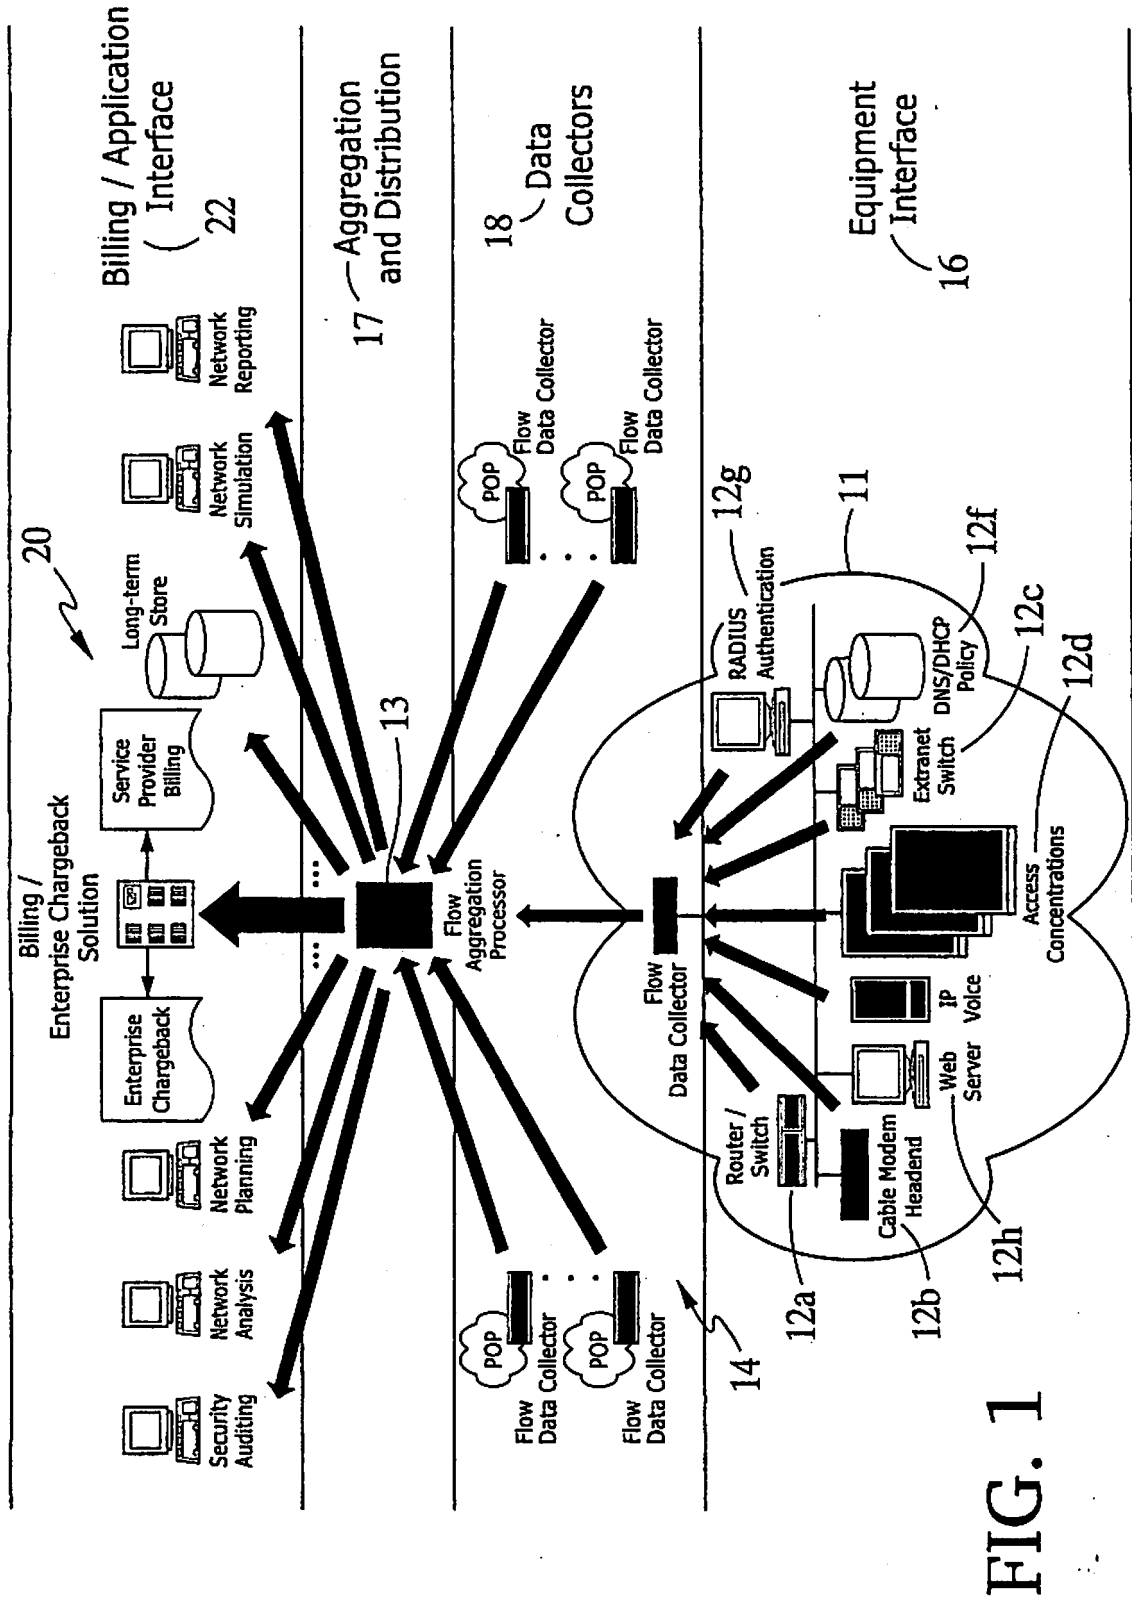 20
Billing /
Enterprise Chargeback
Solution
Billing / Application
Interface
22
Security
Auditing
Network
Analysis
Network
Planning
Enterprise
Chargeback
Service
Provider
Billing
Long-term
Store
Network
Simulation
Network
Reporting
17
Aggregation
and Distribution
13
Flow
Aggregation
Processor
18
Data
Collectors
POP
Flow
Data Collector
POP
Flow
Data Collector
POP
Flow
Data Collector
POP
Flow
Data Collector
14
Flow
Data Collector
Equipment
Interface
16
Router /
Switch
12a
RADIUS
Authentication
12g
11
Cable Modem
Headend
12b
Web
Server
12h
IP
Voice
Access
Concentrations
12d
Extranet
Switch
12c
DNS/DHCP
Policy
12f
FIG. 1